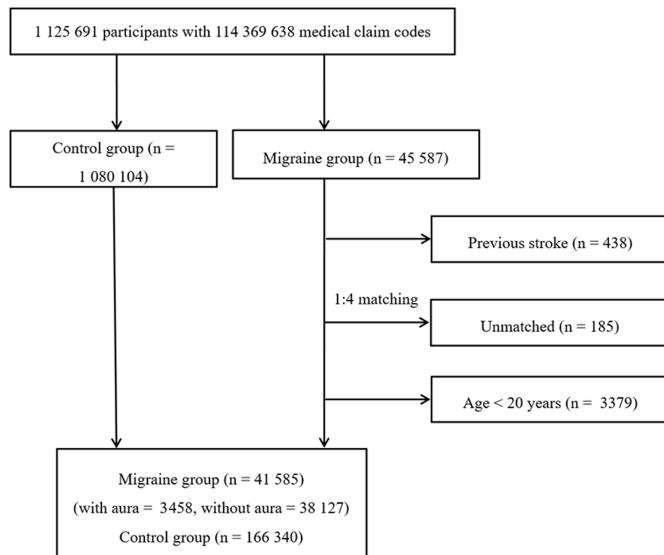 1 125 691 participants with 114 369 638 medical claim codes
Control group (n =
1 080 104)
Migraine group (n = 45 587)
Previous stroke (n = 438)
1:4 matching
Unmatched (n = 185)
Age < 20 years (n = 3379)
Migraine group (n = 41 585)
(with aura = 3458, without aura = 38 127)
Control group (n = 166 340)